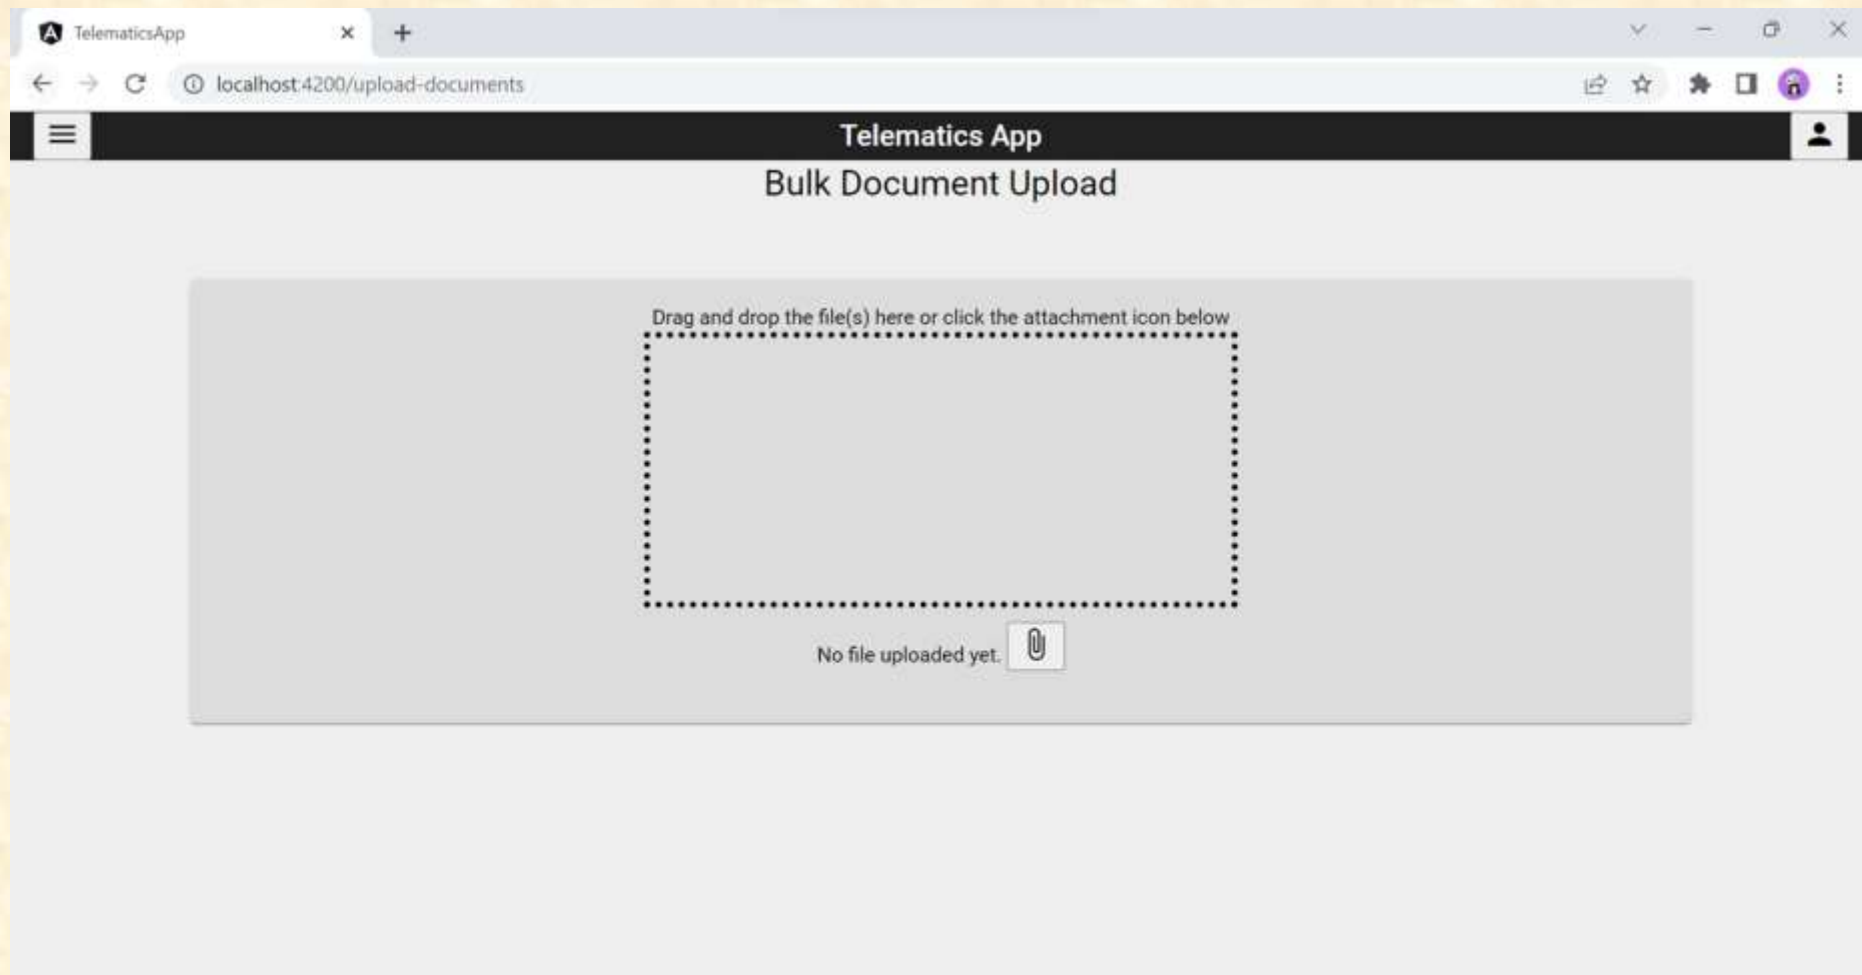 TelematicsApp
localhost:4200/upload-documents
Telematics App
Bulk Document Upload
Drag and drop the file(s) here or click the attachment icon below
No file uploaded yet.